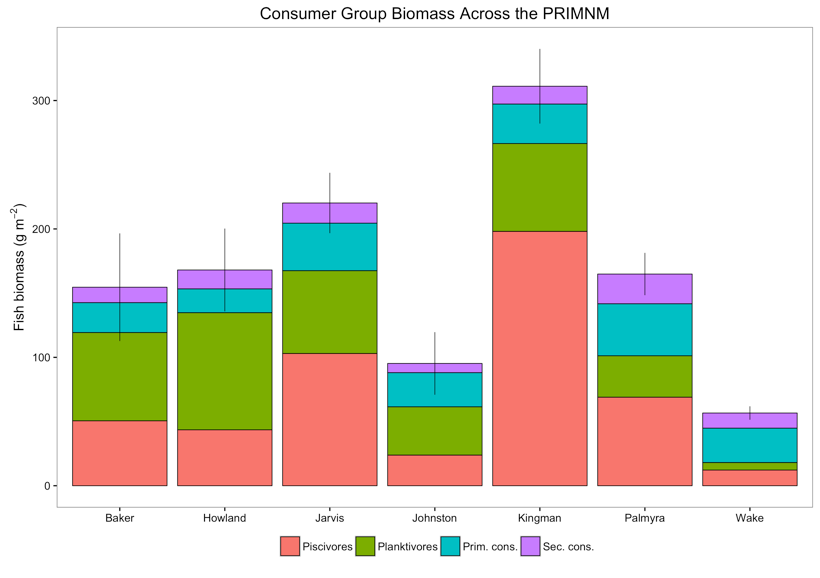 Consumer Group Biomass Across the PRIMNM
Fish biomass (g m⁻²)
300
200
100
0
Baker Howland Jarvis Johnston Kingman Palmyra Wake
Piscivores Planktivores Prim. cons. Sec. cons.